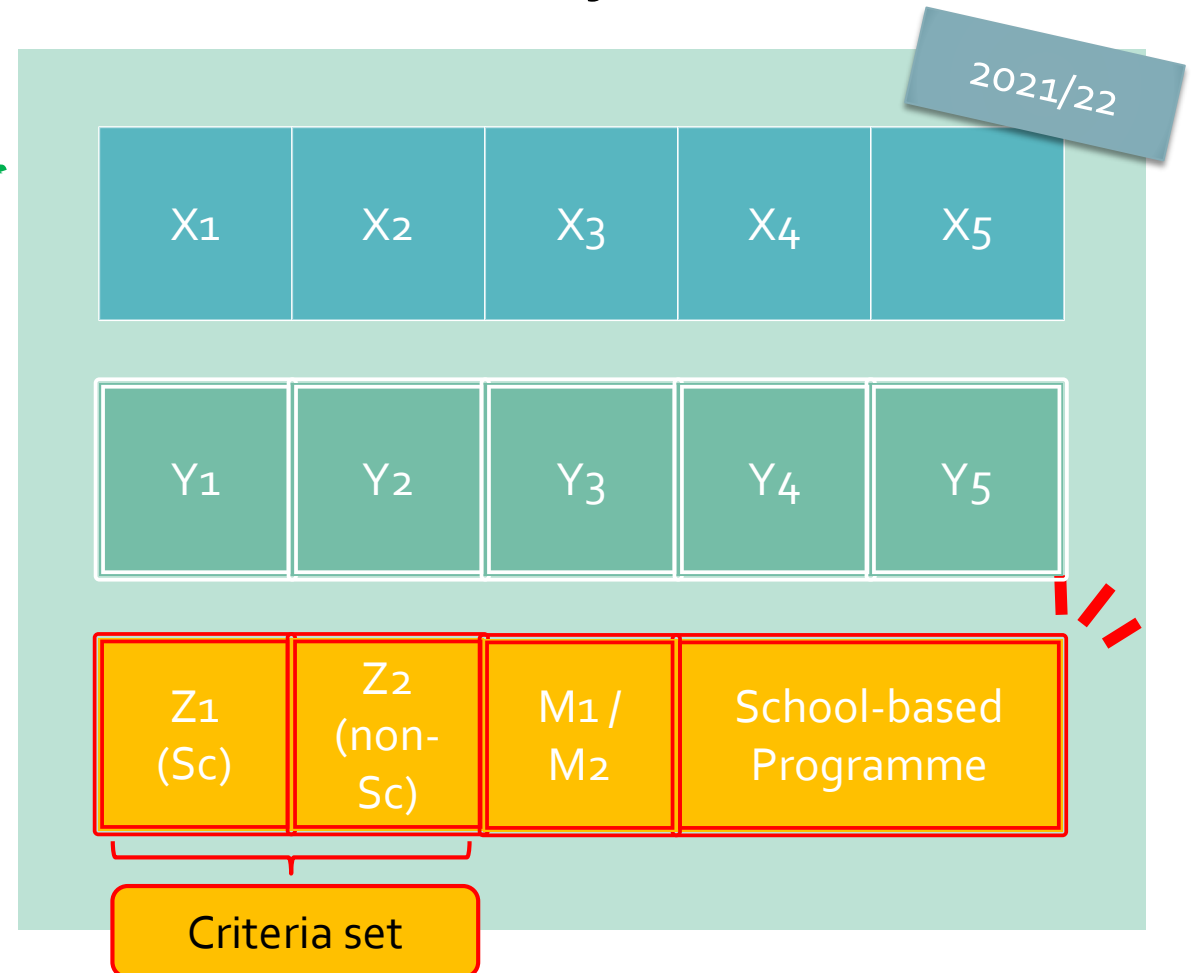 2021/22
X1 X2 X3 X4 X5
Y1 Y2 Y3 Y4 Y5
Z1
(Sc)
Z2
(non-
Sc)
M1 /
M2
School-based
Programme
Criteria set